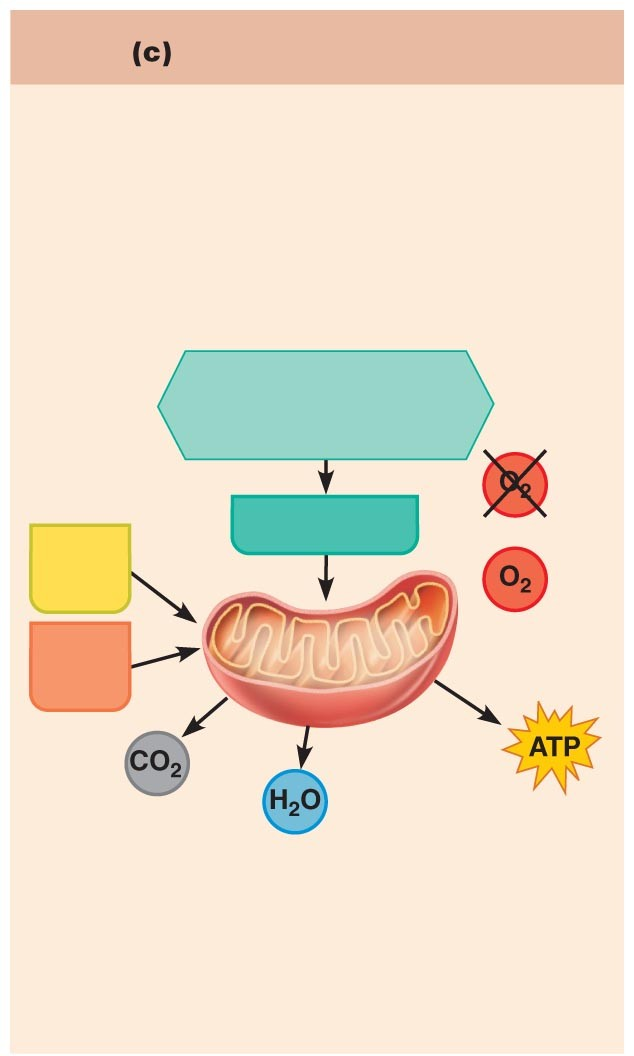 (c)
O₂
O₂
CO₂
H₂O
ATP